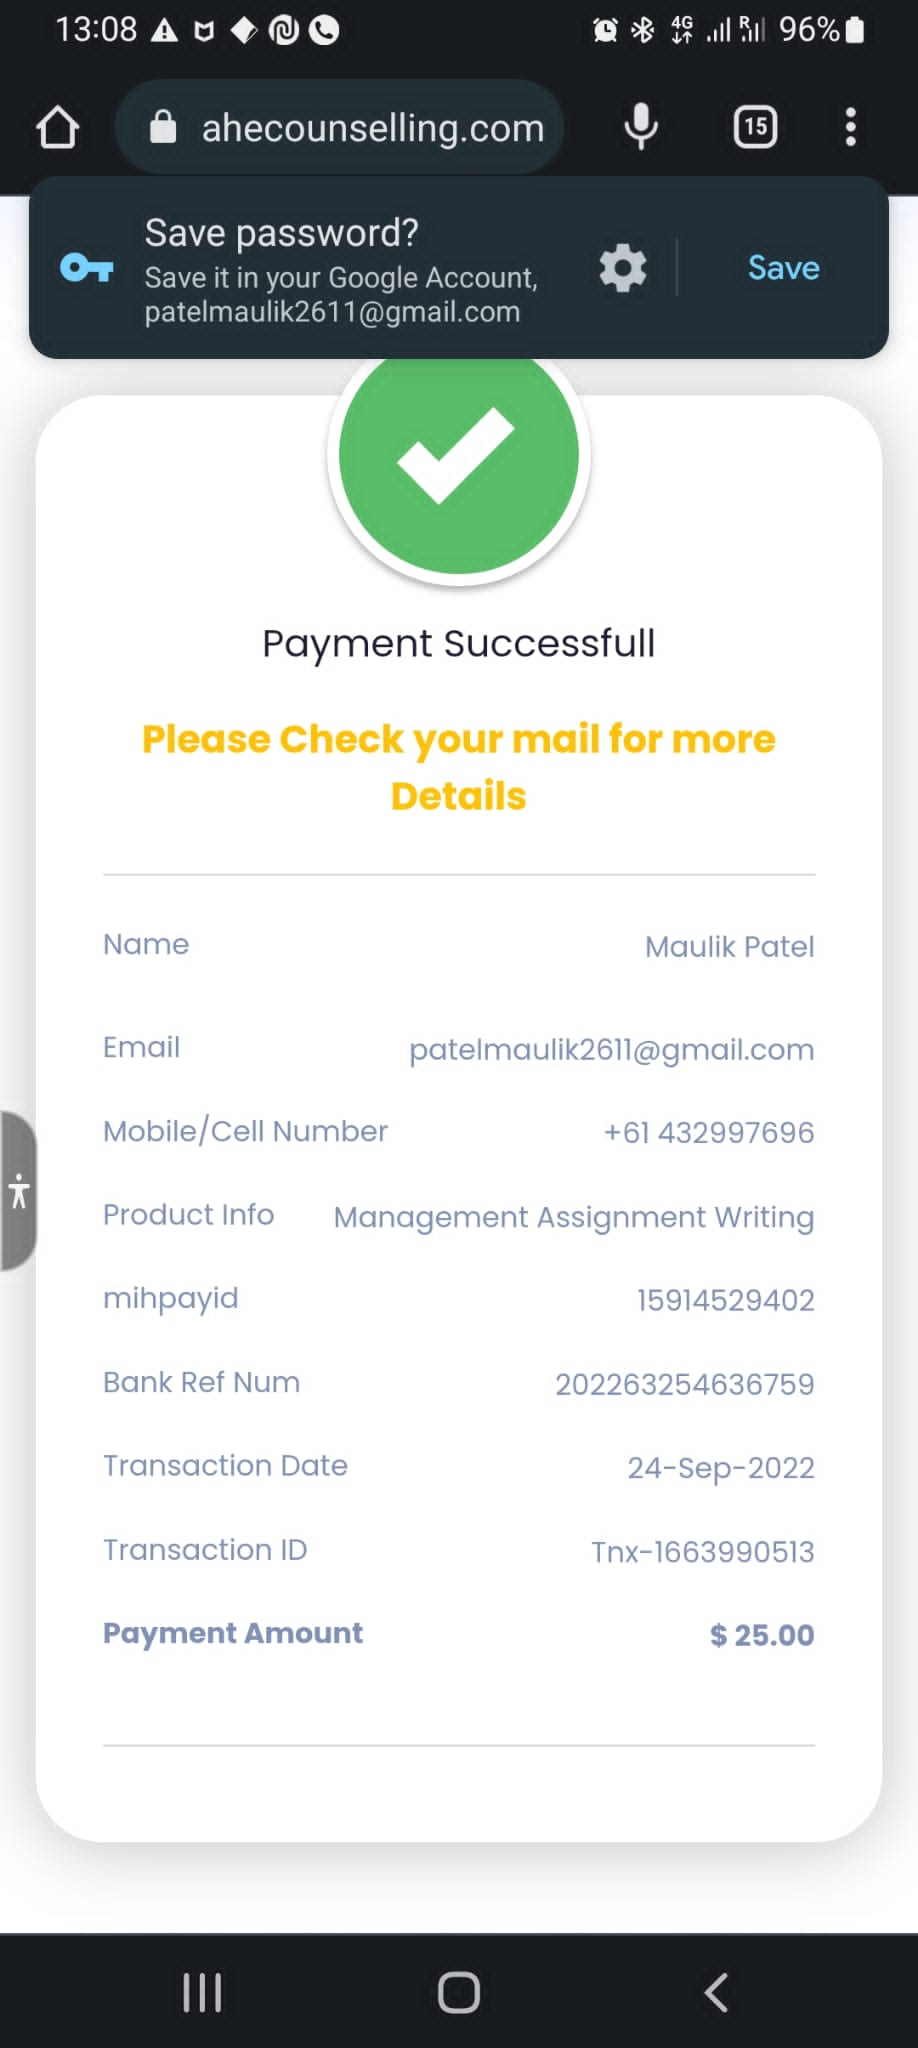 13:08
4G
R
96%
ahecounselling.com
15
Save password?
Save it in your Google Account,
patelmaulik2611@gmail.com
Save
Payment Successfull
Please Check your mail for more
Details
Name Maulik Patel
Email patelmaulik2611@gmail.com
Mobile/Cell Number +61 432997696
Product Info Management Assignment Writing
mihpayid 15914529402
Bank Ref Num 202263254636759
Transaction Date 24-Sep-2022
Transaction ID Tnx-1663990513
Payment Amount $ 25.00